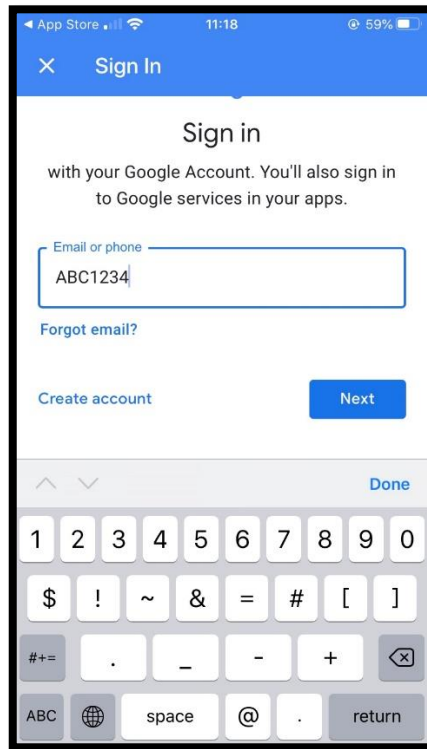 ◀ App Store 11:18 59%
× Sign In
Sign in
with your Google Account. You'll also sign in
to Google services in your apps.
Email or phone
ABC1234
Forgot email?
Create account Next
Done
1 2 3 4 5 6 7 8 9 0
$ ! ~ & = # [ ]
#+= . _ - +
ABC space @ . return